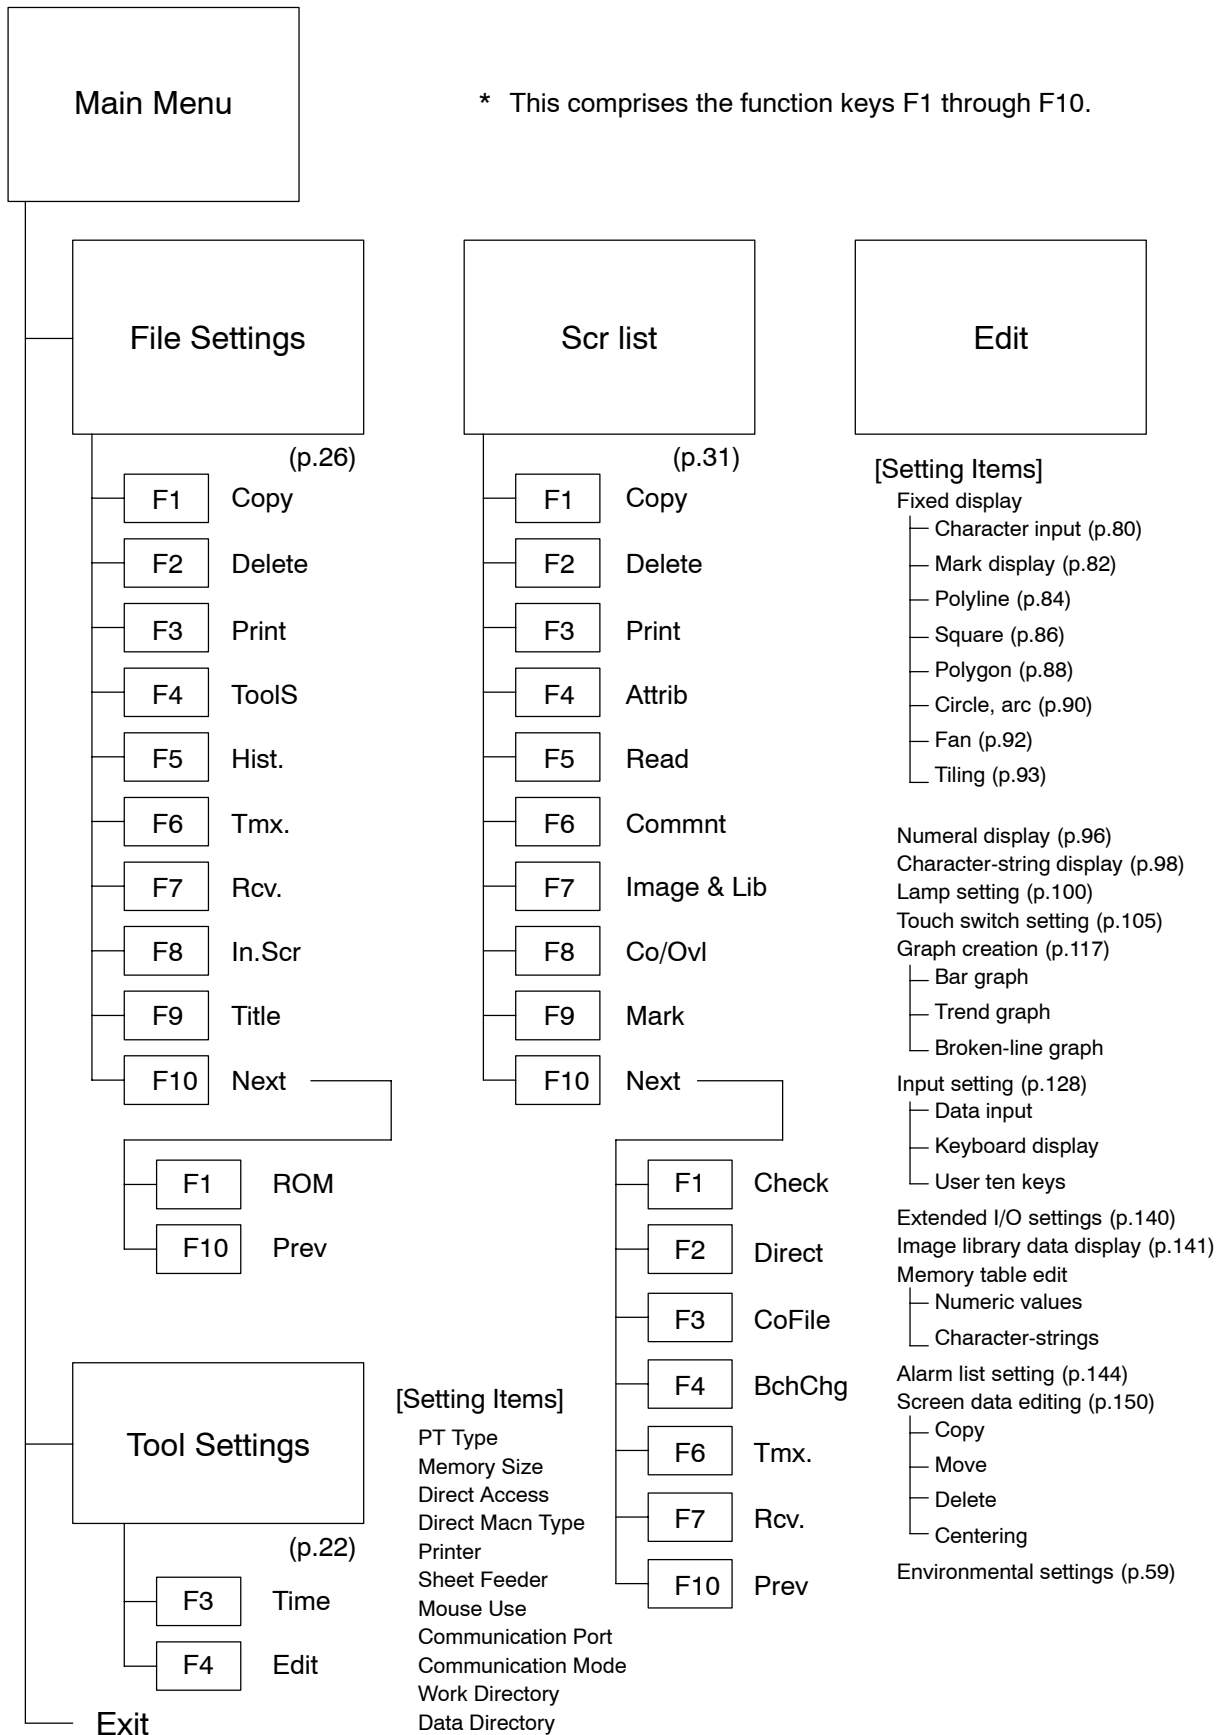 Main Menu
* This comprises the function keys F1 through F10.
File Settings
(p.26)
F1 Copy
F2 Delete
F3 Print
F4 ToolS
F5 Hist.
F6 Tmx.
F7 Rcv.
F8 In.Scr
F9 Title
F10 Next
F1 ROM
F10 Prev
Scr list
(p.31)
F1 Copy
F2 Delete
F3 Print
F4 Attrib
F5 Read
F6 Commnt
F7 Image & Lib
F8 Co/Ovl
F9 Mark
F10 Next
F1 Check
F2 Direct
F3 CoFile
F4 BchChg
F6 Tmx.
F7 Rcv.
F10 Prev
Edit
[Setting Items]
Fixed display
Character input (p.80)
Mark display (p.82)
Polyline (p.84)
Square (p.86)
Polygon (p.88)
Circle, arc (p.90)
Fan (p.92)
Tiling (p.93)
Numeral display (p.96)
Character-string display (p.98)
Lamp setting (p.100)
Touch switch setting (p.105)
Graph creation (p.117)
Bar graph
Trend graph
Broken-line graph
Input setting (p.128)
Data input
Keyboard display
User ten keys
Extended I/O settings (p.140)
Image library data display (p.141)
Memory table edit
Numeric values
Character-strings
Alarm list setting (p.144)
Screen data editing (p.150)
Copy
Move
Delete
Centering
Environmental settings (p.59)
Tool Settings
(p.22)
F3 Time
F4 Edit
[Setting Items]
PT Type
Memory Size
Direct Access
Direct Macn Type
Printer
Sheet Feeder
Mouse Use
Communication Port
Communication Mode
Work Directory
Data Directory
Exit